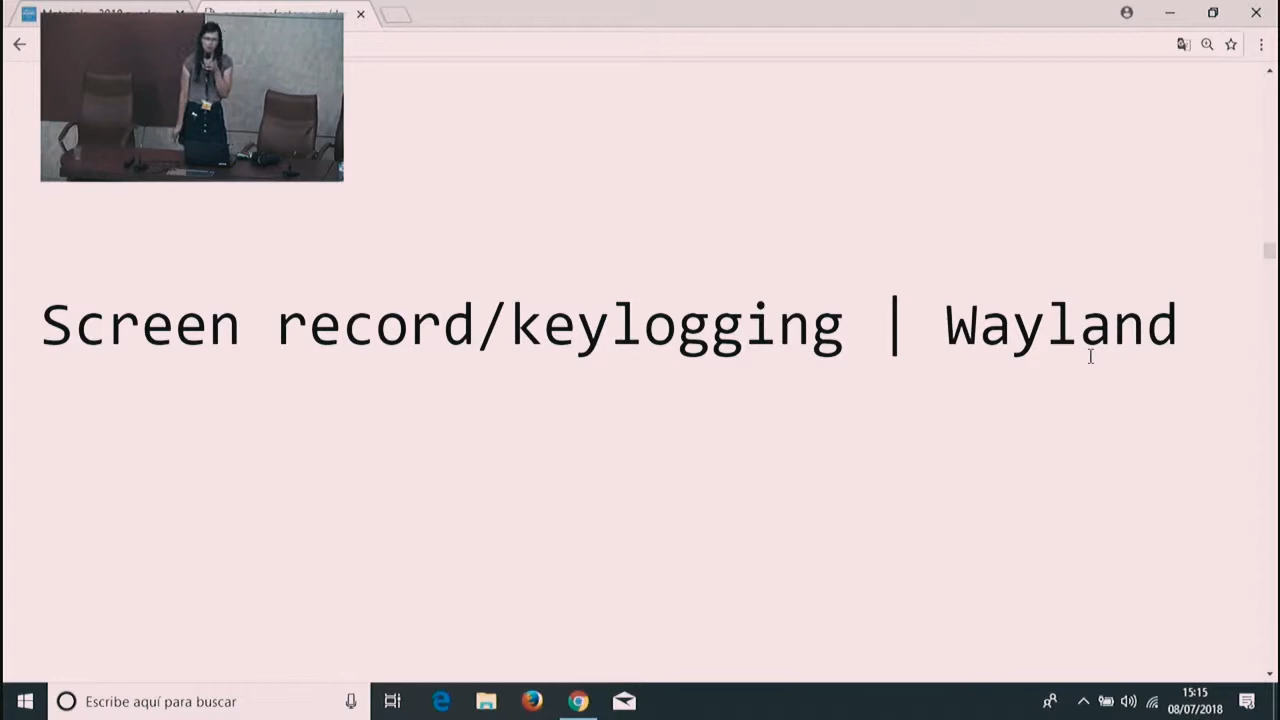 Screen record/keylogging | Wayland
Escribe aquí para buscar
15:15
08/07/2018